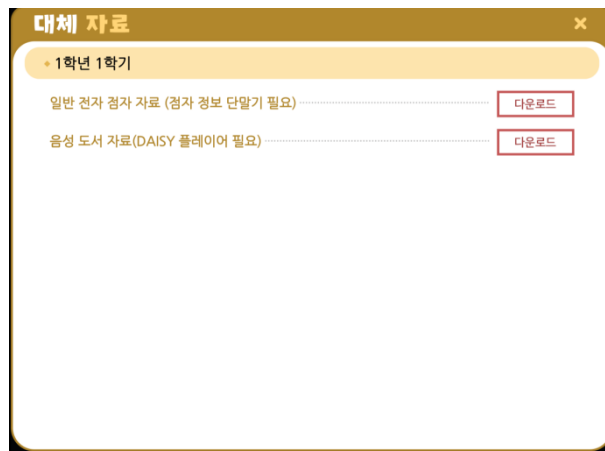 대체 자료
1학년 1학기
일반 전자 점자 자료 (점자 정보 단말기 필요) 다운로드
음성 도서 자료(DAISY 플레이어 필요) 다운로드